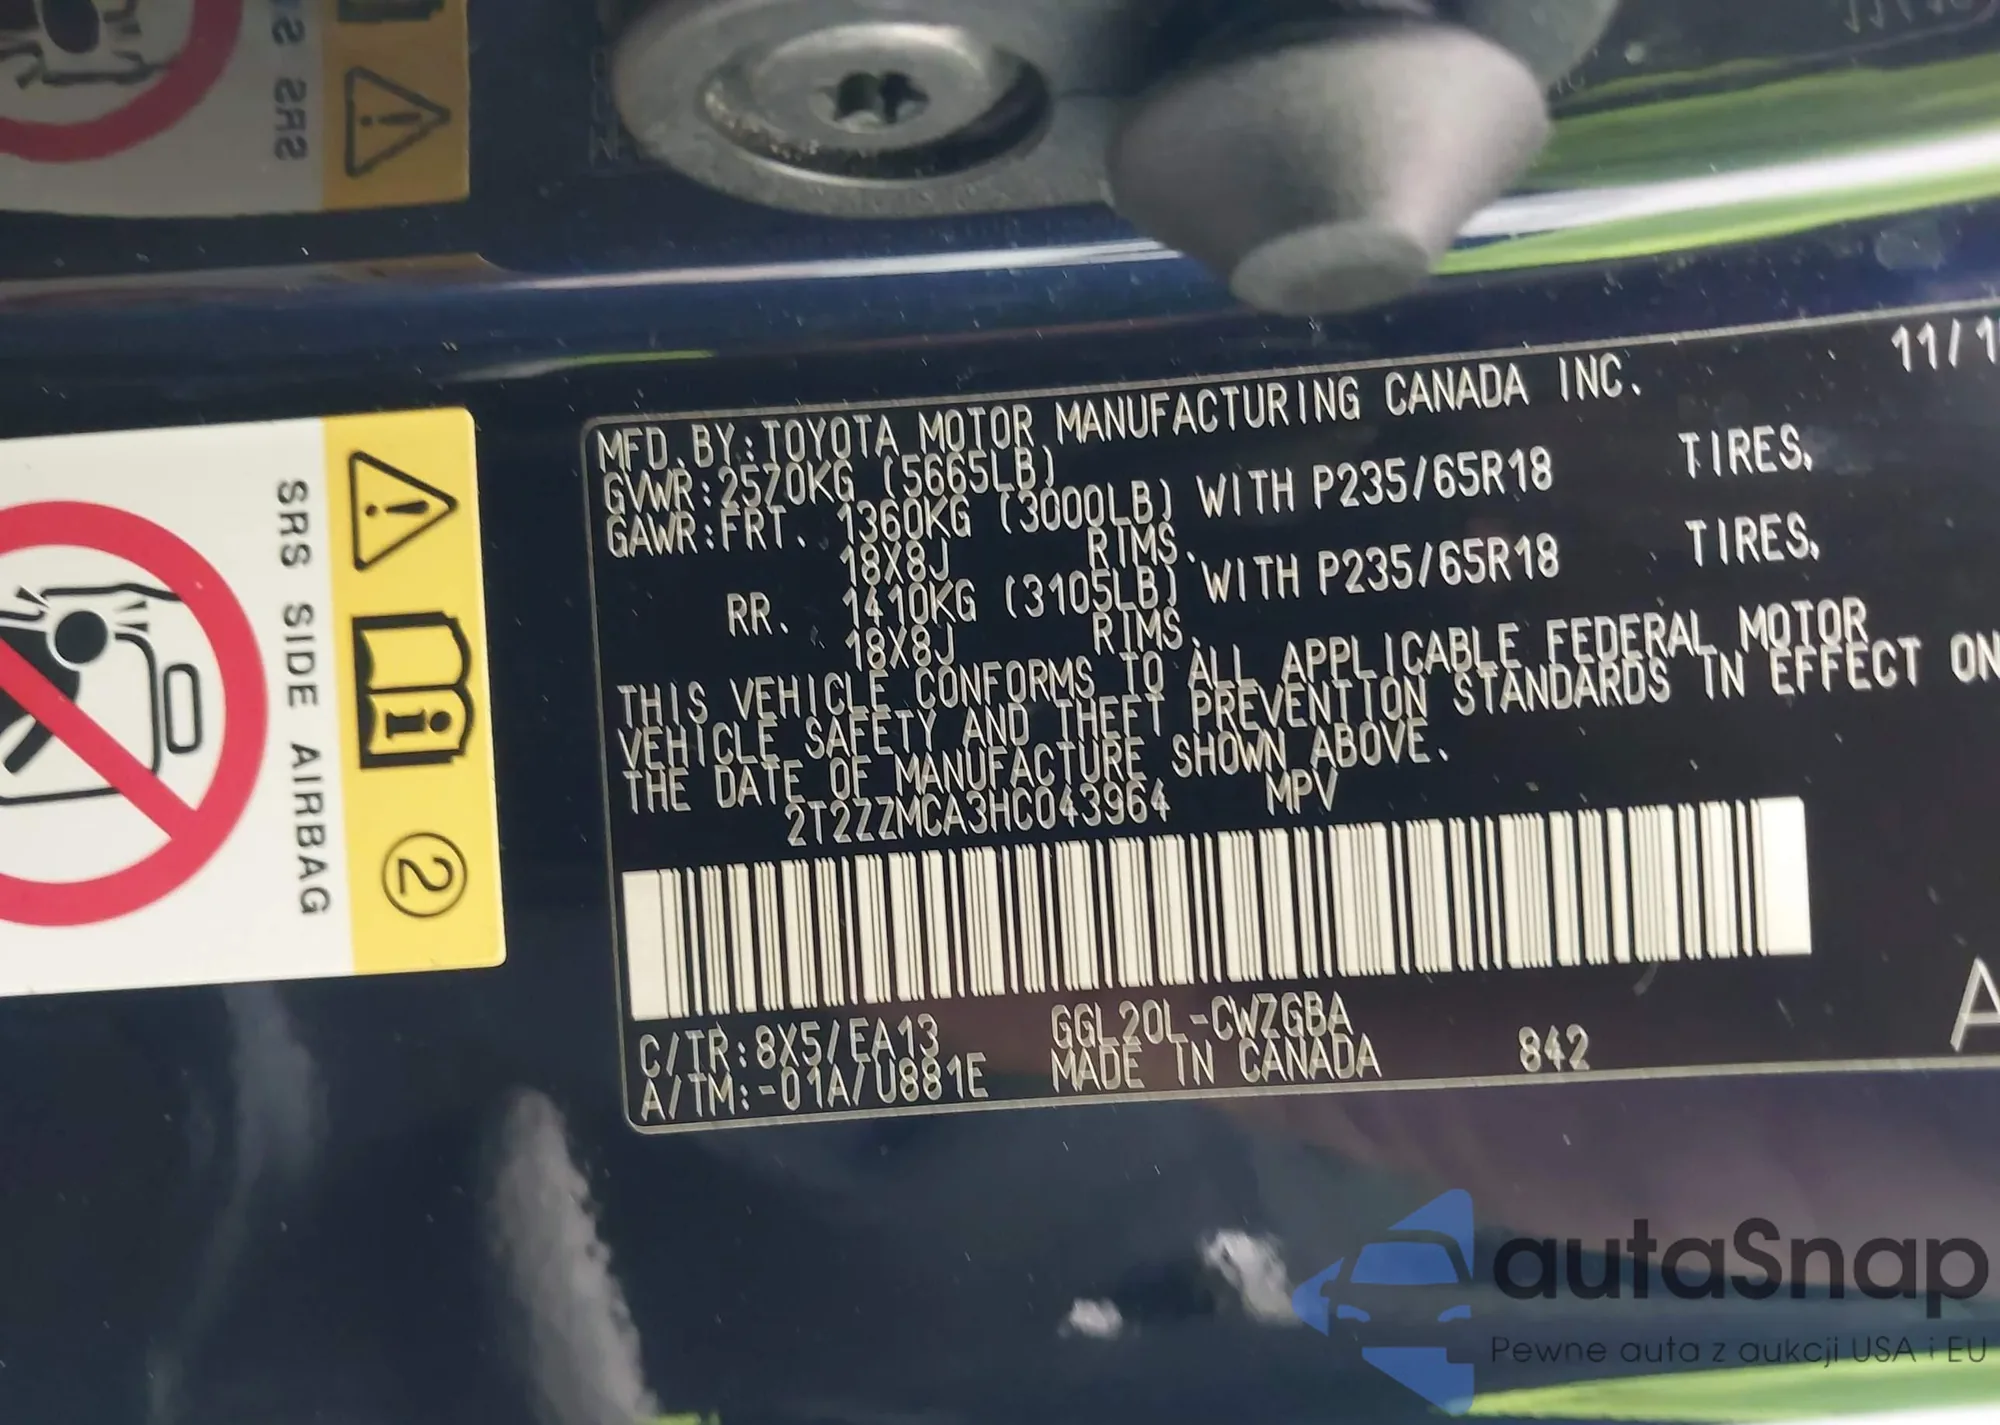 SRS
11/1
MFD. BY: TOYOTA MOTOR MANUFACTURING CANADA INC.
GVWR: 2570KG (5665LB)
GAWR: FRT. 1360KG (3000LB) WITH P235/65R18 TIRES,
18X8J RIMS.
RR. 1410KG (3105LB) WITH P235/65R18 TIRES,
18X8J RIMS.
THIS VEHICLE CONFORMS TO ALL APPLICABLE FEDERAL MOTOR
VEHICLE SAFETY AND THEFT PREVENTION STANDARDS IN EFFECT ON
THE DATE OF MANUFACTURE SHOWN ABOVE.
2T2ZZMCA3HC043964 MPV
C/TR: 8X5/EA13 GGL20L-CWZGBA
A/TM: -01A/U881E MADE IN CANADA 842
A
SRS SIDE AIRBAG
2
autaSnap
Pewne auta z aukcji USA i EU